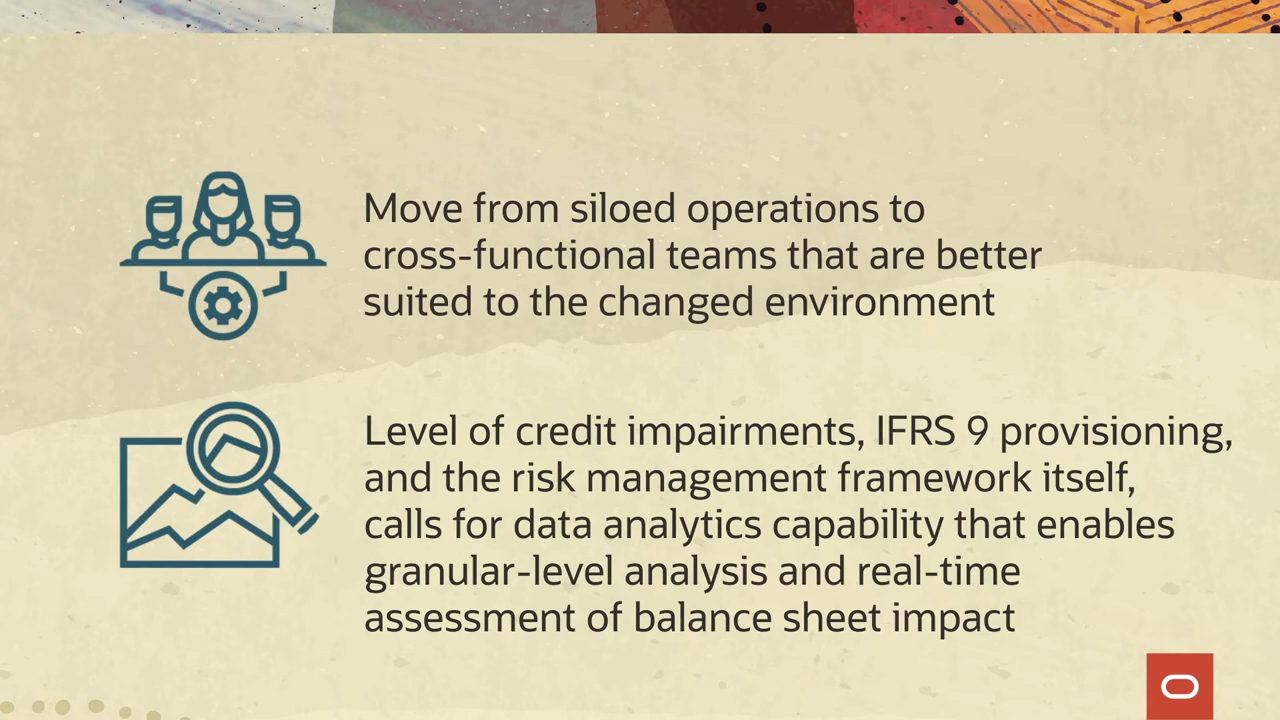 Move from siloed operations to
cross-functional teams that are better
suited to the changed environment
Level of credit impairments, IFRS 9 provisioning,
and the risk management framework itself,
calls for data analytics capability that enables
granular-level analysis and real-time
assessment of balance sheet impact